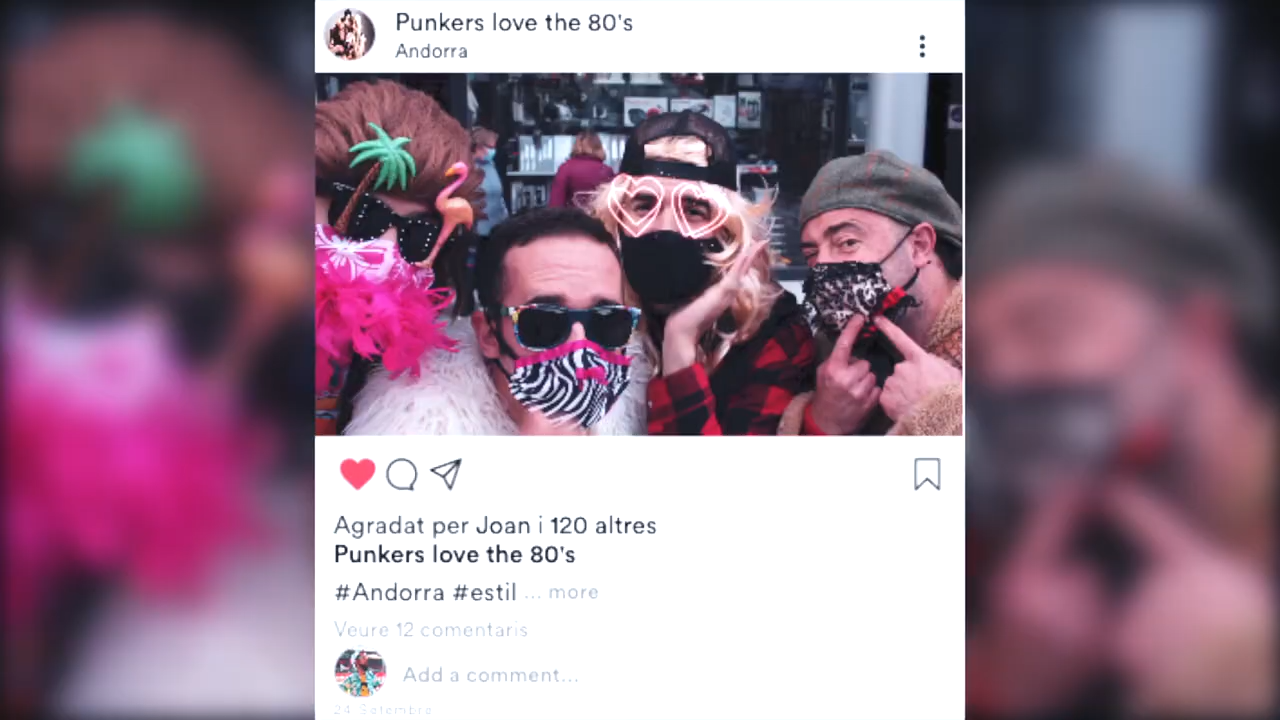 Punkers love the 80's
Andorra
Agradat per Joan i 120 altres
Punkers love the 80's
#Andorra #estil ... more
Veure 12 comentaris
Add a comment...
24 Setembre